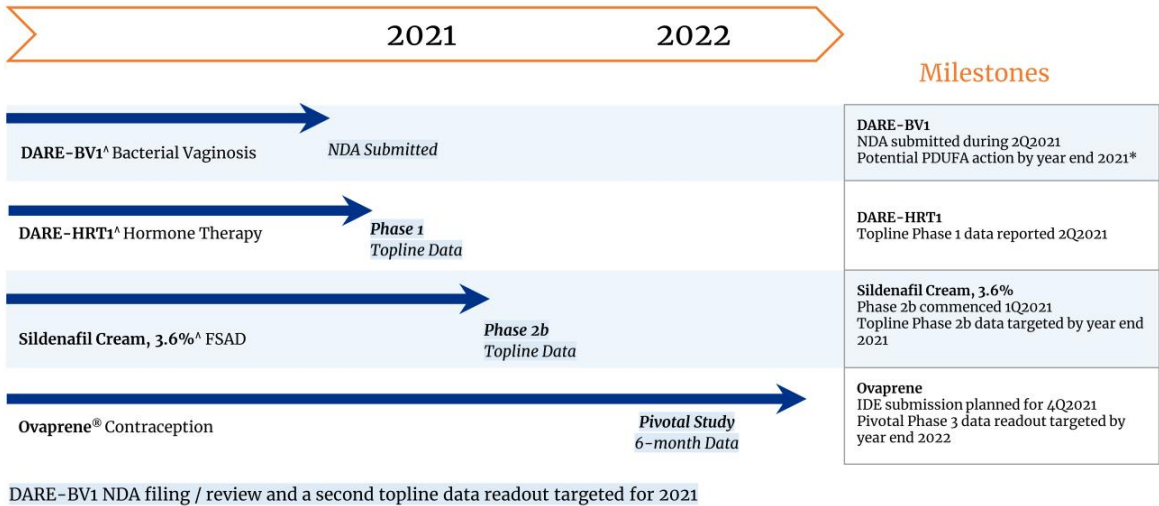 2021 2022
Milestones
DARE-BV1^ Bacterial Vaginosis
NDA Submitted
DARE-BV1
NDA submitted during 2Q2021
Potential PDUFA action by year end 2021*
DARE-HRT1^ Hormone Therapy
Phase 1
Topline Data
DARE-HRT1
Topline Phase 1 data reported 2Q2021
Sildenafil Cream, 3.6%^ FSAD
Phase 2b
Topline Data
Sildenafil Cream, 3.6%
Phase 2b commenced 1Q2021
Topline Phase 2b data targeted by year end
2021
Ovaprene® Contraception
Pivotal Study
6-month Data
Ovaprene
IDE submission planned for 4Q2021
Pivotal Phase 3 data readout targeted by
year end 2022
DARE-BV1 NDA filing / review and a second topline data readout targeted for 2021